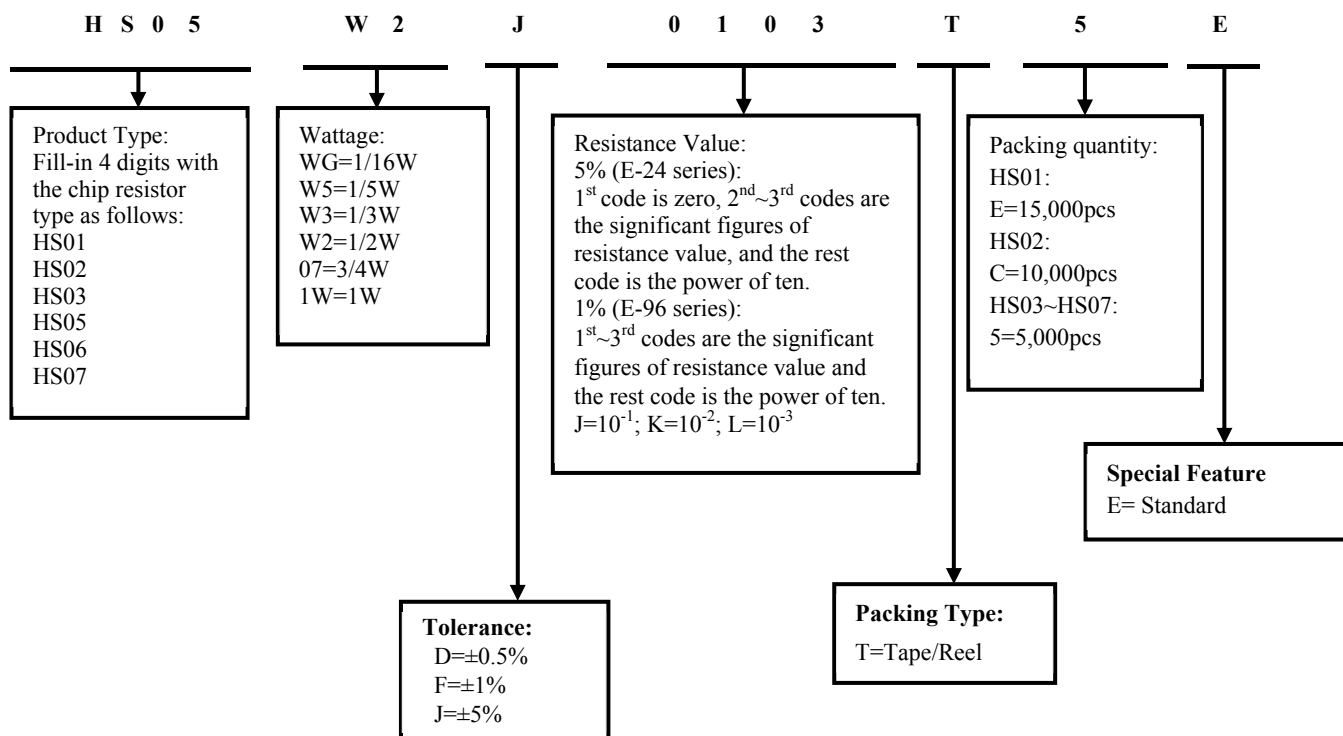 H S 0 5 W 2 J 0 1 0 3 T 5 E
Product Type:
Fill-in 4 digits with
the chip resistor
type as follows:
HS01
HS02
HS03
HS05
HS06
HS07
Wattage:
WG=1/16W
W5=1/5W
W3=1/3W
W2=1/2W
07=3/4W
1W=1W
Resistance Value:
5% (E-24 series):
1st code is zero, 2nd~3rd codes are
the significant figures of
resistance value, and the rest
code is the power of ten.
1% (E-96 series):
1st~3rd codes are the significant
figures of resistance value and
the rest code is the power of ten.
J=10-1; K=10-2; L=10-3
Packing quantity:
HS01:
E=15,000pcs
HS02:
C=10,000pcs
HS03~HS07:
5=5,000pcs
Special Feature
E= Standard
Tolerance:
D=±0.5%
F=±1%
J=±5%
Packing Type:
T=Tape/Reel